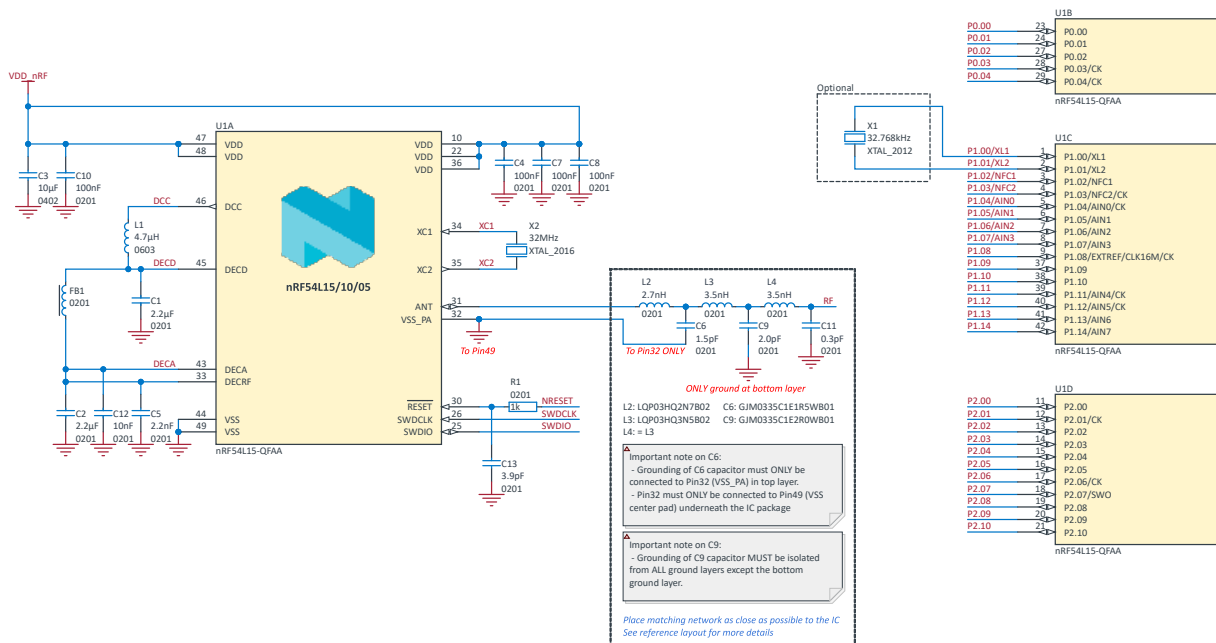 VDD_nRF
U1A
47 VDD
48 VDD
10 VDD
22 VDD
36 VDD
C3
10µF
0402
C10
100nF
0201
C4
100nF
0201
C7
100nF
0201
C8
100nF
0201
DCC 46 DCC
L1
4.7µH
0603
DECD 45 DECD
FB1
0201
C1
2.2µF
0201
nRF54L15/10/05
XC1 34 XC1
XC2 35 XC2
X2
32MHz
XTAL_2016
ANT 31
VSS_PA 32
To Pin49
DECA 43 DECA
33 DECRF
C2
2.2µF
0201
C12
10nF
0201
C5
2.2nF
0201
44 VSS
49 VSS
RESET 30
SWDCLK 26
SWDIO 25
R1
0201
1k
NRESET
SWDCLK
SWDIO
C13
3.9pF
0201
nRF54L15-QFAA
L2
2.7nH
0201
L3
3.5nH
0201
L4
3.5nH
0201
RF
C6
1.5pF
0201
C9
2.0pF
0201
C11
0.3pF
0201
To Pin32 ONLY
ONLY ground at bottom layer
L2: LQP03HQ2N7B02 C6: GJM0335C1E1R5WB01
L3: LQP03HQ3N5B02 C9: GJM0335C1E2R0WB01
L4: = L3
Important note on C6:
- Grounding of C6 capacitor must ONLY be
connected to Pin32 (VSS_PA) in top layer.
- Pin32 must ONLY be connected to Pin49 (VSS
center pad) underneath the IC package
Important note on C9:
- Grounding of C9 capacitor MUST be isolated
from ALL ground layers except the bottom
ground layer.
Place matching network as close as possible to the IC
See reference layout for more details
Optional
X1
32.768kHz
XTAL_2012
U1B
P0.00 23 P0.00
P0.01 24 P0.01
P0.02 27 P0.02
P0.03 28 P0.03/CK
P0.04 29 P0.04/CK
nRF54L15-QFAA
U1C
P1.00/XL1 1 P1.00/XL1
P1.01/XL2 2 P1.01/XL2
P1.02/NFC1 3 P1.02/NFC1
P1.03/NFC2 4 P1.03/NFC2/CK
P1.04/AIN0 5 P1.04/AIN0/CK
P1.05/AIN1 6 P1.05/AIN1
P1.06/AIN2 7 P1.06/AIN2
P1.07/AIN3 8 P1.07/AIN3
P1.08 9 P1.08/EXTREF/CLK16M/CK
P1.09 37 P1.09
P1.10 38 P1.10
P1.11 39 P1.11/AIN4/CK
P1.12 40 P1.12/AIN5/CK
P1.13 41 P1.13/AIN6
P1.14 42 P1.14/AIN7
nRF54L15-QFAA
U1D
P2.00 11 P2.00
P2.01 12 P2.01/CK
P2.02 13 P2.02
P2.03 14 P2.03
P2.04 15 P2.04
P2.05 16 P2.05
P2.06 17 P2.06/CK
P2.07 18 P2.07/SWO
P2.08 19 P2.08
P2.09 20 P2.09
P2.10 21 P2.10
nRF54L15-QFAA